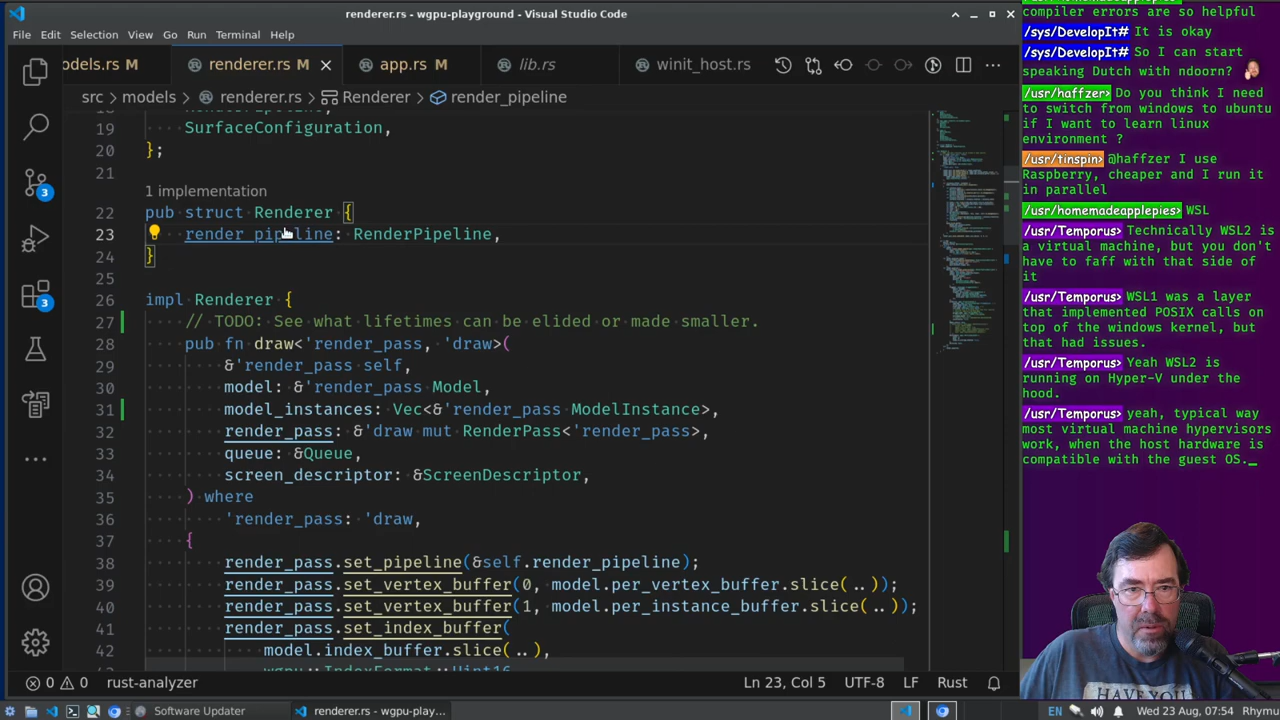 renderer.rs - wgpu-playground - Visual Studio Code
File Edit Selection View Go Run Terminal Help
odels.rs M
renderer.rs M
app.rs M
lib.rs
winit_host.rs
src > models > renderer.rs > Renderer > render_pipeline
19 SurfaceConfiguration,
20 };
21
1 implementation
pub struct Renderer {
23 render_pipeline: RenderPipeline,
}
25
26 impl Renderer {
27 // TODO: see what lifetimes can be elided or made smaller.
pub fn draw<'render_pass, 'draw>(
29 &'render_pass self,
30 model: &'render_pass Model,
31 model_instances: Vec<&'render_pass ModelInstance>,
32 render_pass: &'draw mut RenderPass<'render_pass>,
33 queue: &Queue,
34 screen_descriptor: &ScreenDescriptor,
35 ) where
36 'render_pass: 'draw,
37 {
38 render_pass.set_pipeline(&self.render_pipeline);
39 render_pass.set_vertex_buffer(0, model.per_vertex_buffer.slice(..));
40 render_pass.set_vertex_buffer(1, model.per_instance_buffer.slice(..));
41 render_pass.set_index_buffer(
model.index_buffer.slice(..),
wgpu::IndexFormat::Uint16
3
3
0 0 rust-analyzer
Ln 23, Col 5 UTF-8 LF Rust
Software Updater
renderer.rs - wgpu-play...
EN
Wed 23 Aug, 07:54 Rhymu
compiler errors are so helpful
/sys/DevelopIt# It is okay
/sys/DevelopIt# So I can start
speaking Dutch with ndoorn?
/usr/haffzer> Do you think I need
to switch from windows to ubuntu
if I want to learn linux
environment ?
/usr/tinspin> @haffzer I use
Raspberry, cheaper and I run it
in parallel
/usr/homemadeapplepies> WSL
/usr/Temporus> Technically WSL2 is
a virtual machine, but you don't
have to faff with that side of
it
/usr/Temporus> WSL1 was a layer
that implemented POSIX calls on
top of the windows kernel, but
that had issues.
/usr/Temporus> Yeah WSL2 is
running on Hyper-V under the
hood.
/usr/Temporus> yeah, typical way
most virtual machine hypervisors
work, when the host hardware is
compatible with the guest OS._
HAVE YOU